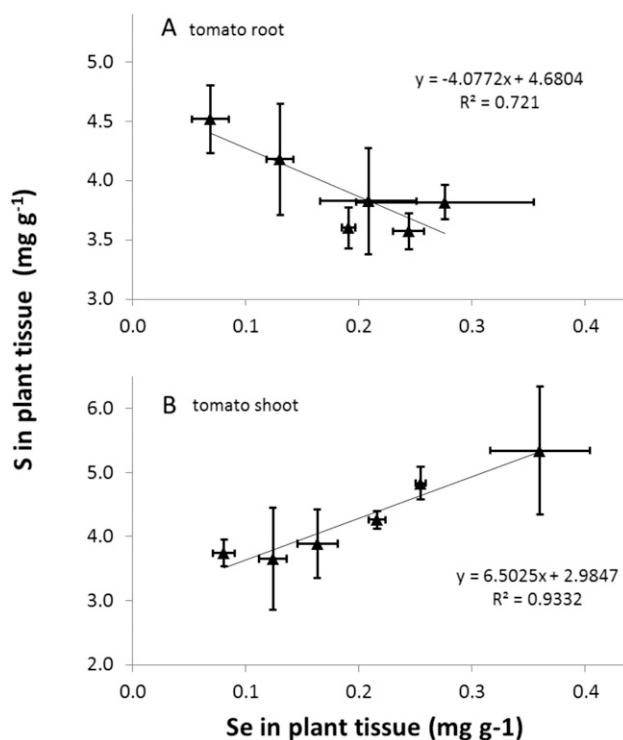 A tomato root
y = -4.0772x + 4.6804
R² = 0.721
5.0
4.5
4.0
3.5
3.0
0.0 0.1 0.2 0.3 0.4
S in plant tissue (mg g⁻¹)
B tomato shoot
6.0
5.0
4.0
3.0
2.0
y = 6.5025x + 2.9847
R² = 0.9332
0.0 0.1 0.2 0.3 0.4
Se in plant tissue (mg g-1)